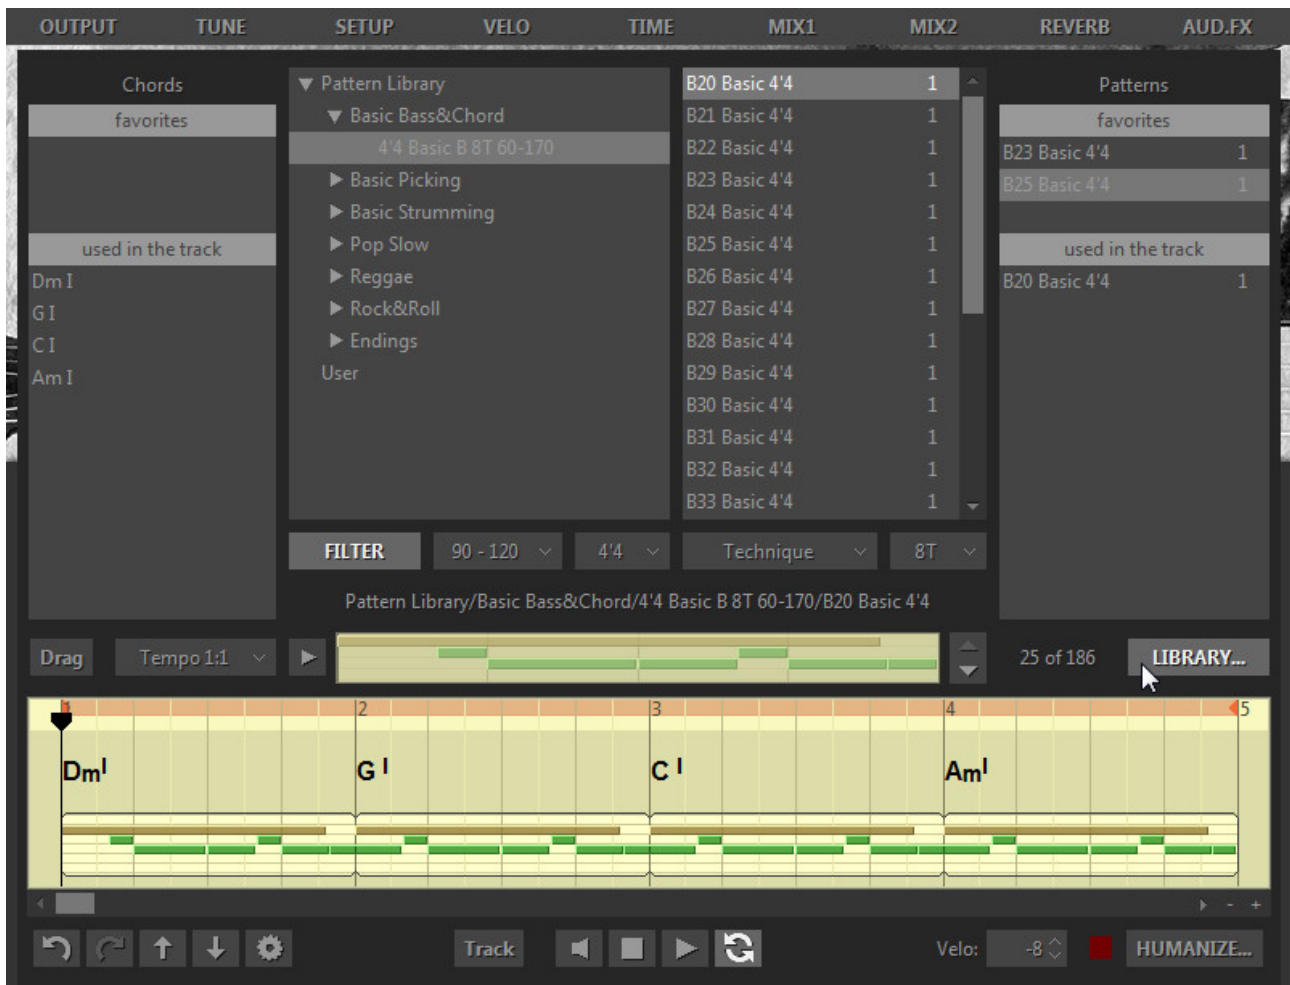 OUTPUT TUNE SETUP VELO TIME MIX1 MIX2 REVERB AUD.FX
Chords
favorites
used in the track
Dm I
G I
C I
Am I
Pattern Library
Basic Bass&Chord
4'4 Basic B 8T 60-170
Basic Picking
Basic Strumming
Pop Slow
Reggae
Rock&Roll
Endings
User
B20 Basic 4'4 1
B21 Basic 4'4 1
B22 Basic 4'4 1
B23 Basic 4'4 1
B24 Basic 4'4 1
B25 Basic 4'4 1
B26 Basic 4'4 1
B27 Basic 4'4 1
B28 Basic 4'4 1
B29 Basic 4'4 1
B30 Basic 4'4 1
B31 Basic 4'4 1
B32 Basic 4'4 1
B33 Basic 4'4 1
Patterns
favorites
B23 Basic 4'4 1
B25 Basic 4'4 1
used in the track
B20 Basic 4'4 1
FILTER 90 - 120 4'4 Technique 8T
Pattern Library/Basic Bass&Chord/4'4 Basic B 8T 60-170/B20 Basic 4'4
Drag Tempo 1:1 25 of 186 LIBRARY...
1 2 3 4 5
Dm I G I C I Am I
- +
Track Velo: -8 HUMANIZE...